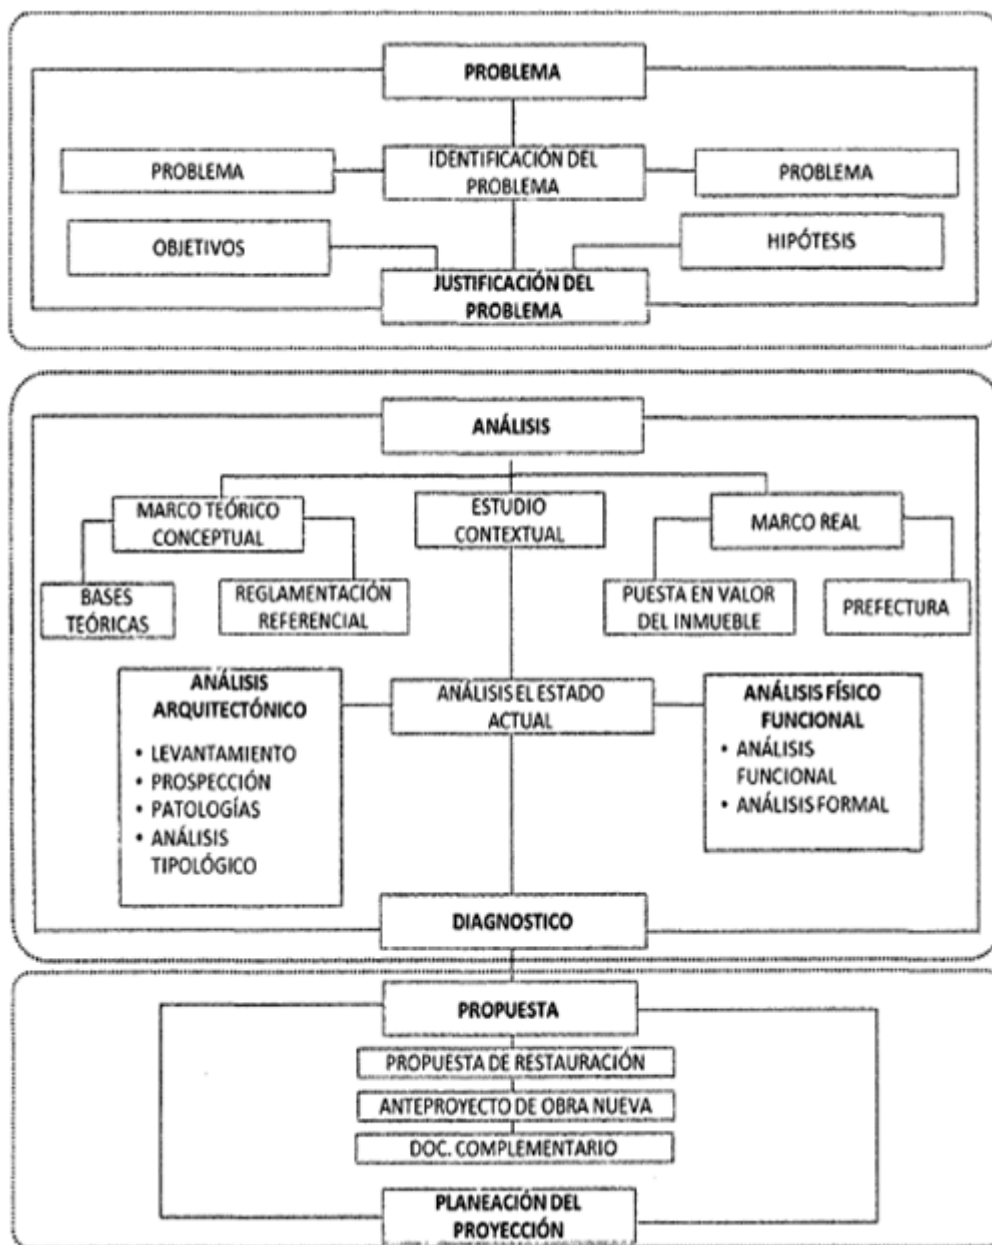 PROBLEMA
PROBLEMA
IDENTIFICACIÓN DEL
PROBLEMA
PROBLEMA
OBJETIVOS
HIPÓTESIS
JUSTIFICACIÓN DEL
PROBLEMA
ANÁLISIS
MARCO TEÓRICO
CONCEPTUAL
ESTUDIO
CONTEXTUAL
MARCO REAL
BASES
TEÓRICAS
REGLAMENTACIÓN
REFERENCIAL
PUESTA EN VALOR
DEL INMUEBLE
PREFECTURA
ANÁLISIS
ARQUITECTÓNICO
• LEVANTAMIENTO
• PROSPECCIÓN
• PATOLOGÍAS
• ANÁLISIS
TIPOLÓGICO
ANÁLISIS EL ESTADO
ACTUAL
ANÁLISIS FÍSICO
FUNCIONAL
• ANÁLISIS
FUNCIONAL
• ANÁLISIS FORMAL
DIAGNOSTICO
PROPUESTA
PROPUESTA DE RESTAURACIÓN
ANTEPROYECTO DE OBRA NUEVA
DOC. COMPLEMENTARIO
PLANEACIÓN DEL
PROYECCIÓN